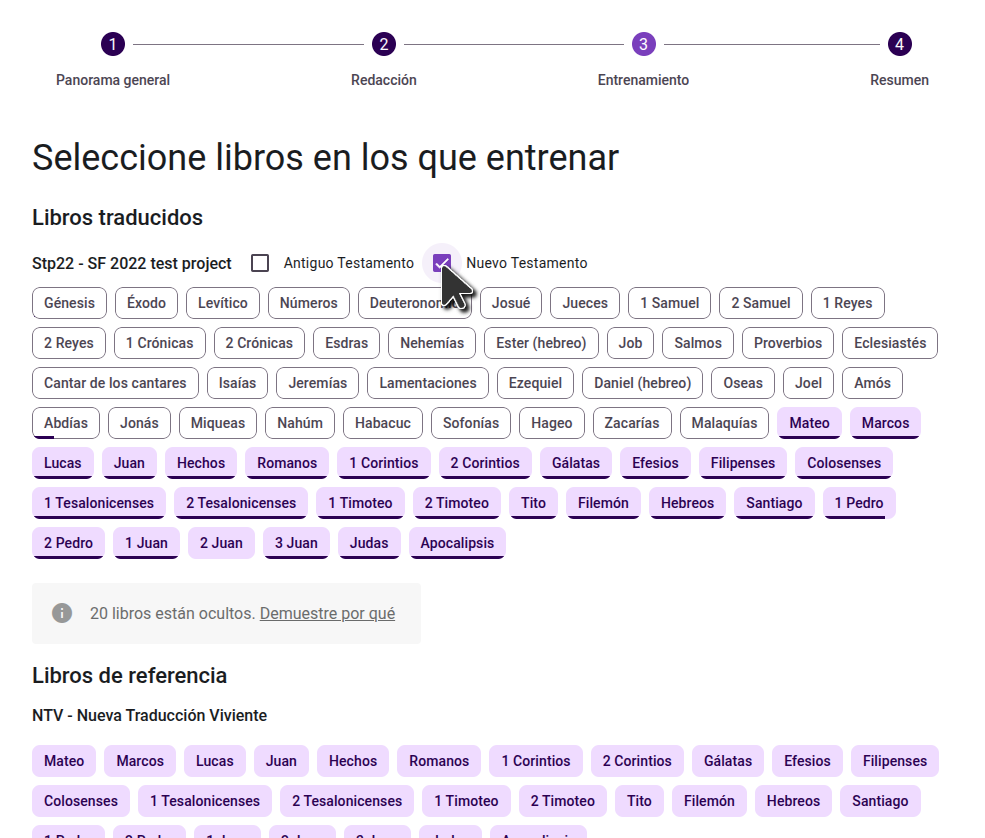 1 2 3 4
Panorama general Redacción Entrenamiento Resumen
Seleccione libros en los que entrenar
Libros traducidos
Stp22 - SF 2022 test project Antiguo Testamento Nuevo Testamento
Génesis Éxodo Levítico Números Josué Jueces 1 Samuel 2 Samuel 1 Reyes
2 Reyes 1 Crónicas 2 Crónicas Esdras Nehemías Ester (hebreo) Job Salmos Proverbios Eclesiastés
Cantar de los cantares Isaías Jeremías Lamentaciones Ezequiel Daniel (hebreo) Oseas Joel Amós
Abdías Jonás Miqueas Nahúm Habacuc Sofonías Hageo Zacarías Malaquías Mateo Marcos
Lucas Juan Hechos Romanos 1 Corintios 2 Corintios Gálatas Efesios Filipenses Colosenses
1 Tesalonicenses 2 Tesalonicenses 1 Timoteo 2 Timoteo Tito Filemón Hebreos Santiago 1 Pedro
2 Pedro 1 Juan 2 Juan 3 Juan Judas Apocalipsis
20 libros están ocultos. Demuestre por qué
Libros de referencia
NTV - Nueva Traducción Viviente
Mateo Marcos Lucas Juan Hechos Romanos 1 Corintios 2 Corintios Gálatas Efesios Filipenses
Colosenses 1 Tesalonicenses 2 Tesalonicenses 1 Timoteo 2 Timoteo Tito Filemón Hebreos Santiago